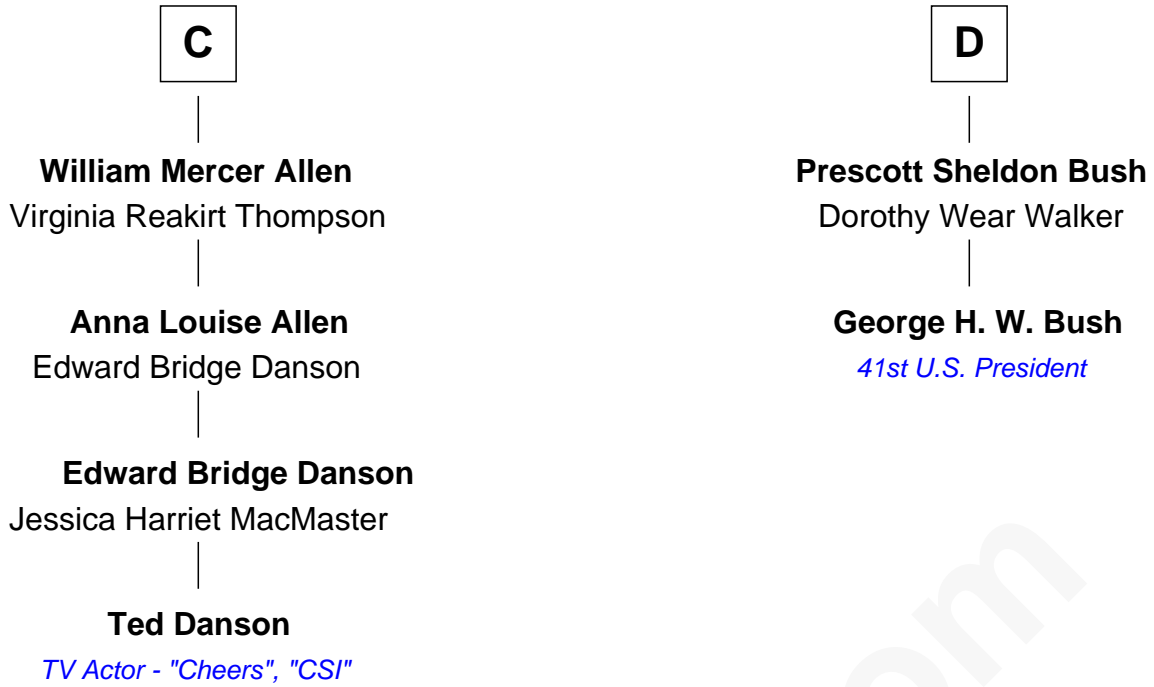 C
William Mercer Allen
Virginia Reakirt Thompson
Anna Louise Allen
Edward Bridge Danson
Edward Bridge Danson
Jessica Harriet MacMaster
Ted Danson
TV Actor - "Cheers", "CSI"
D
Prescott Sheldon Bush
Dorothy Wear Walker
George H. W. Bush
41st U.S. President
om